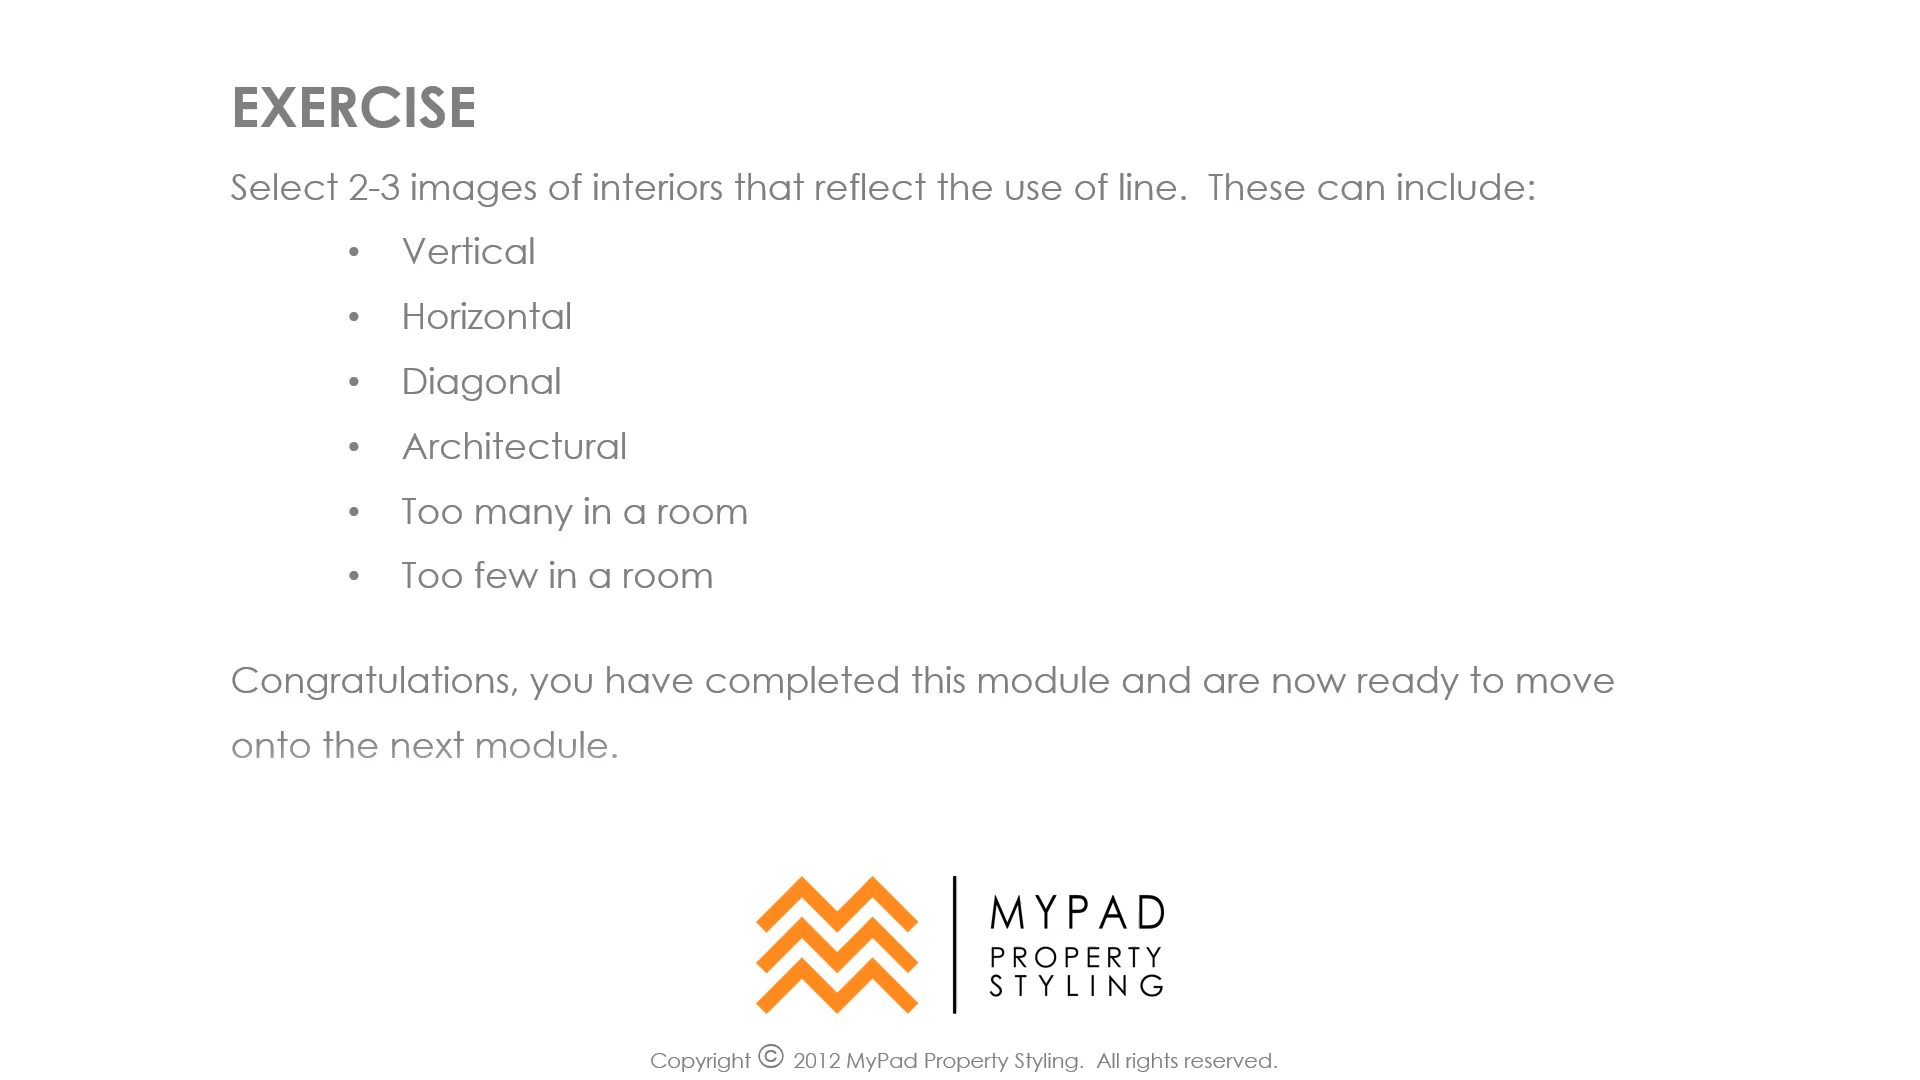 EXERCISE
Select 2-3 images of interiors that reflect the use of line.  These can include:
• Vertical
• Horizontal
• Diagonal
• Architectural
• Too many in a room
• Too few in a room
Congratulations, you have completed this module and are now ready to move
onto the next module.
MYPAD
PROPERTY
STYLING
Copyright © 2012 MyPad Property Styling.  All rights reserved.